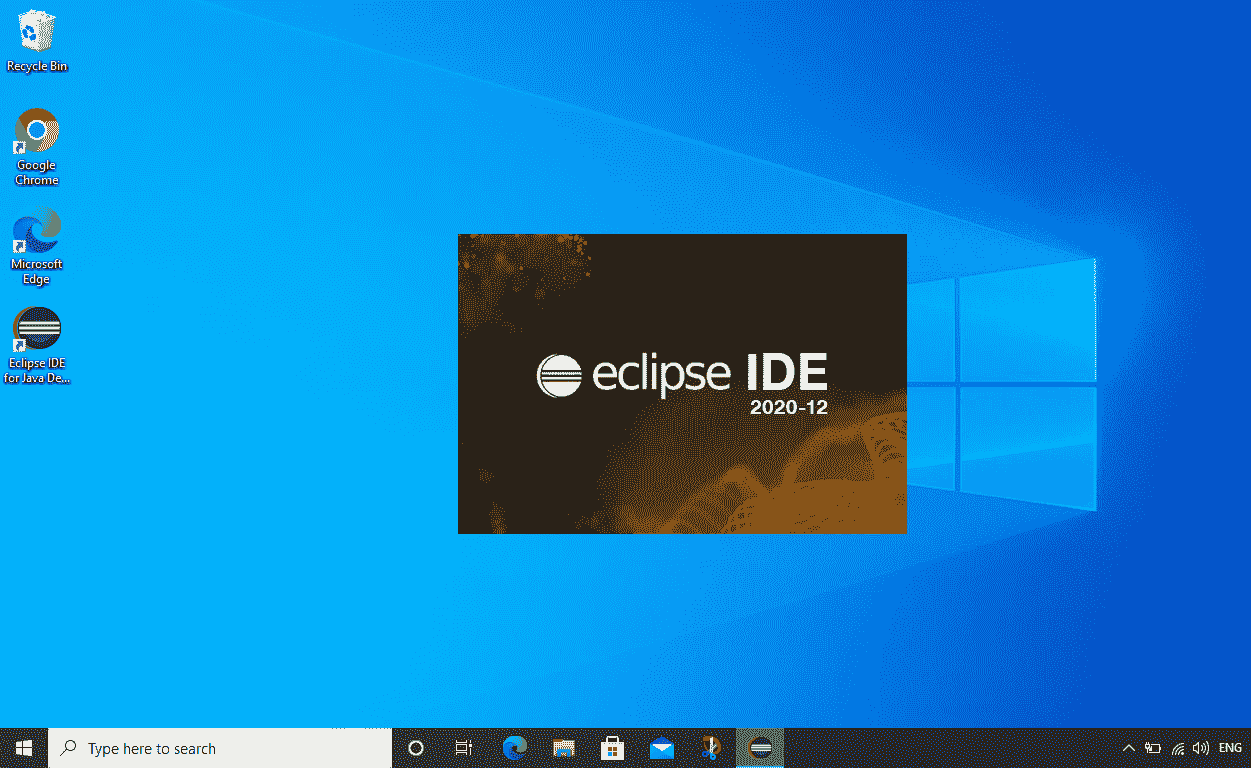 Recycle Bin
Google
Chrome
Microsoft
Edge
Eclipse IDE
for Java De...
eclipse IDE
2020-12
Type here to search
ENG